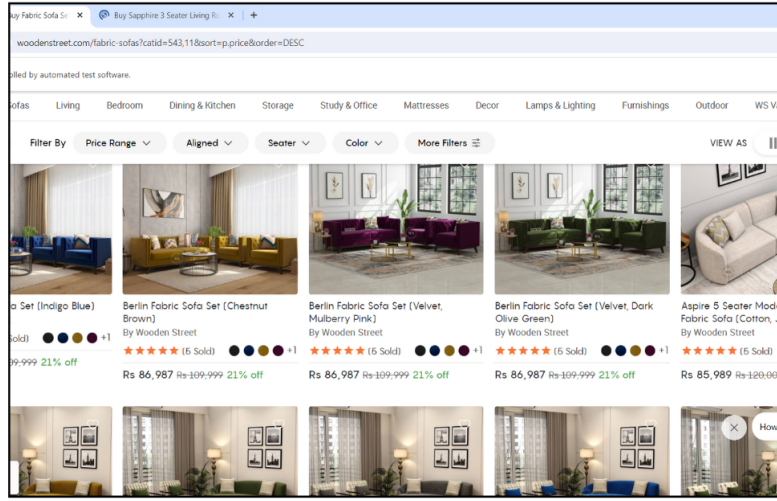 Buy Fabric Sofa Se
Buy Sapphire 3 Seater Living Ro
woodenstreet.com/fabric-sofas?catid=543,11&sort=p.price&order=DESC
olled by automated test software.
Sofas Living Bedroom Dining & Kitchen Storage Study & Office Mattresses Decor Lamps & Lighting Furnishings Outdoor WS Va
Filter By Price Range Aligned Seater Color More Filters VIEW AS
a Set (Indigo Blue)
Sold) +1
99,999 21% off
Berlin Fabric Sofa Set (Chestnut
Brown)
By Wooden Street
(5 Sold) +1
Rs 86,987 Rs 109,999 21% off
Berlin Fabric Sofa Set (Velvet,
Mulberry Pink)
By Wooden Street
(5 Sold) +1
Rs 86,987 Rs 109,999 21% off
Berlin Fabric Sofa Set (Velvet, Dark
Olive Green)
By Wooden Street
(5 Sold) +1
Rs 86,987 Rs 109,999 21% off
Aspire 5 Seater Mod
Fabric Sofa (Cotton, J
By Wooden Street
(5 Sold)
Rs 85,989 Rs 120,00
How